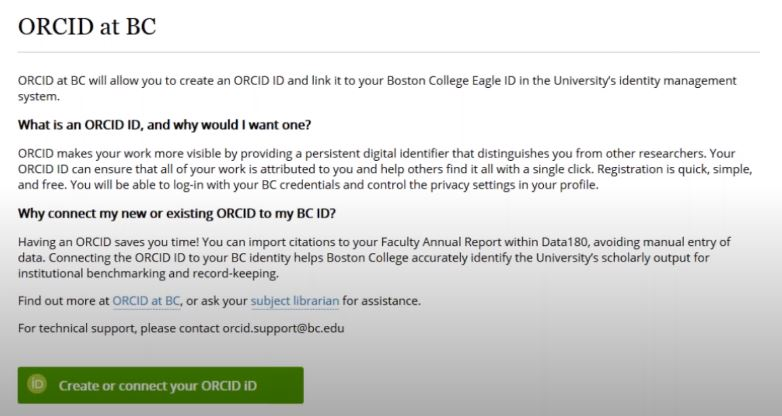 ORCID at BC
ORCID at BC will allow you to create an ORCID ID and link it to your Boston College Eagle ID in the University's identity management
system.
What is an ORCID ID, and why would I want one?
ORCID makes your work more visible by providing a persistent digital identifier that distinguishes you from other researchers. Your
ORCID ID can ensure that all of your work is attributed to you and help others find it all with a single click. Registration is quick, simple,
and free. You will be able to log-in with your BC credentials and control the privacy settings in your profile.
Why connect my new or existing ORCID to my BC ID?
Having an ORCID saves you time! You can import citations to your Faculty Annual Report within Data180, avoiding manual entry of
data. Connecting the ORCID ID to your BC identity helps Boston College accurately identify the University's scholarly output for
institutional benchmarking and record-keeping.
Find out more at ORCID at BC, or ask your subject librarian for assistance.
For technical support, please contact orcid.support@bc.edu
iD Create or connect your ORCID iD